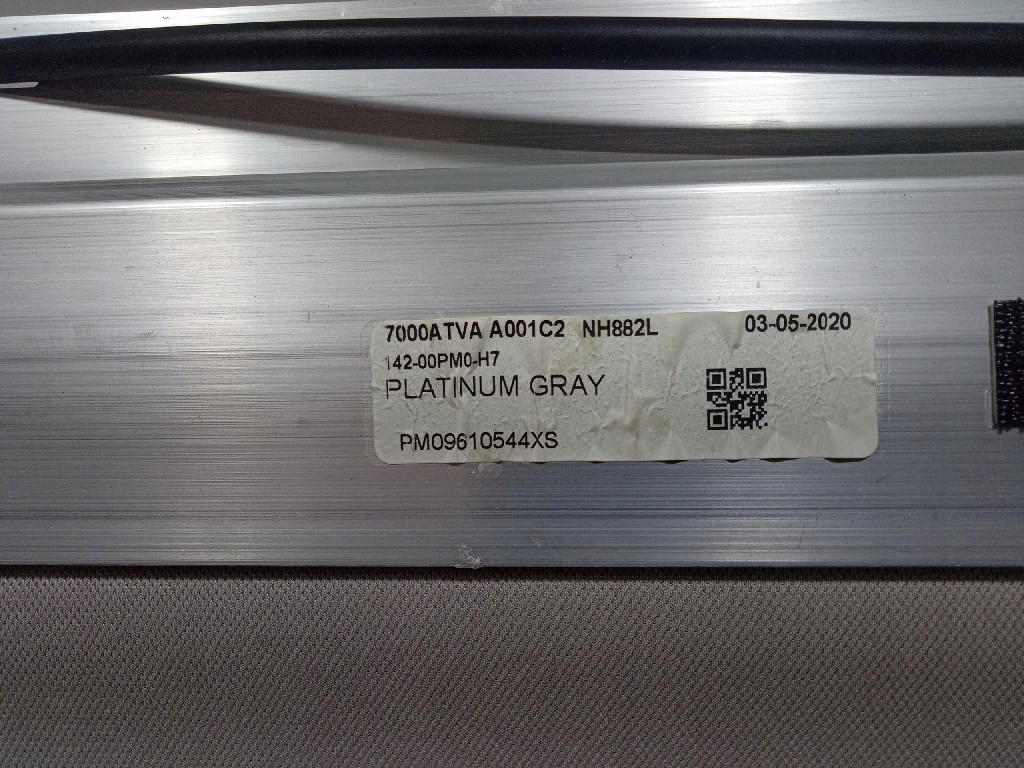 7000ATVA A001C2 NH882L 03-05-2020
142-00PM0-H7
PLATINUM GRAY
PM09610544XS